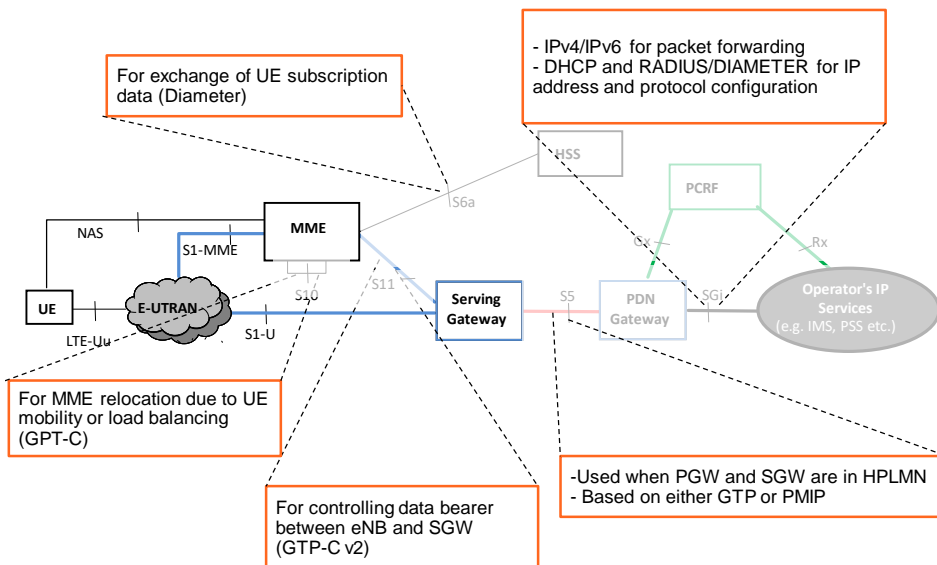 - IPv4/IPv6 for packet forwarding
- DHCP and RADIUS/DIAMETER for IP
address and protocol configuration
For exchange of UE subscription
data (Diameter)
HSS
PCRF
S6a
NAS
MME
Gx
Rx
S1-MME
S10
S11
UE
E-UTRAN
Serving
Gateway
S5
PDN
Gateway
SGi
Operator's IP
Services
(e.g. IMS, PSS etc.)
LTE-Uu
S1-U
For MME relocation due to UE
mobility or load balancing
(GPT-C)
-Used when PGW and SGW are in HPLMN
- Based on either GTP or PMIP
For controlling data bearer
between eNB and SGW
(GTP-C v2)